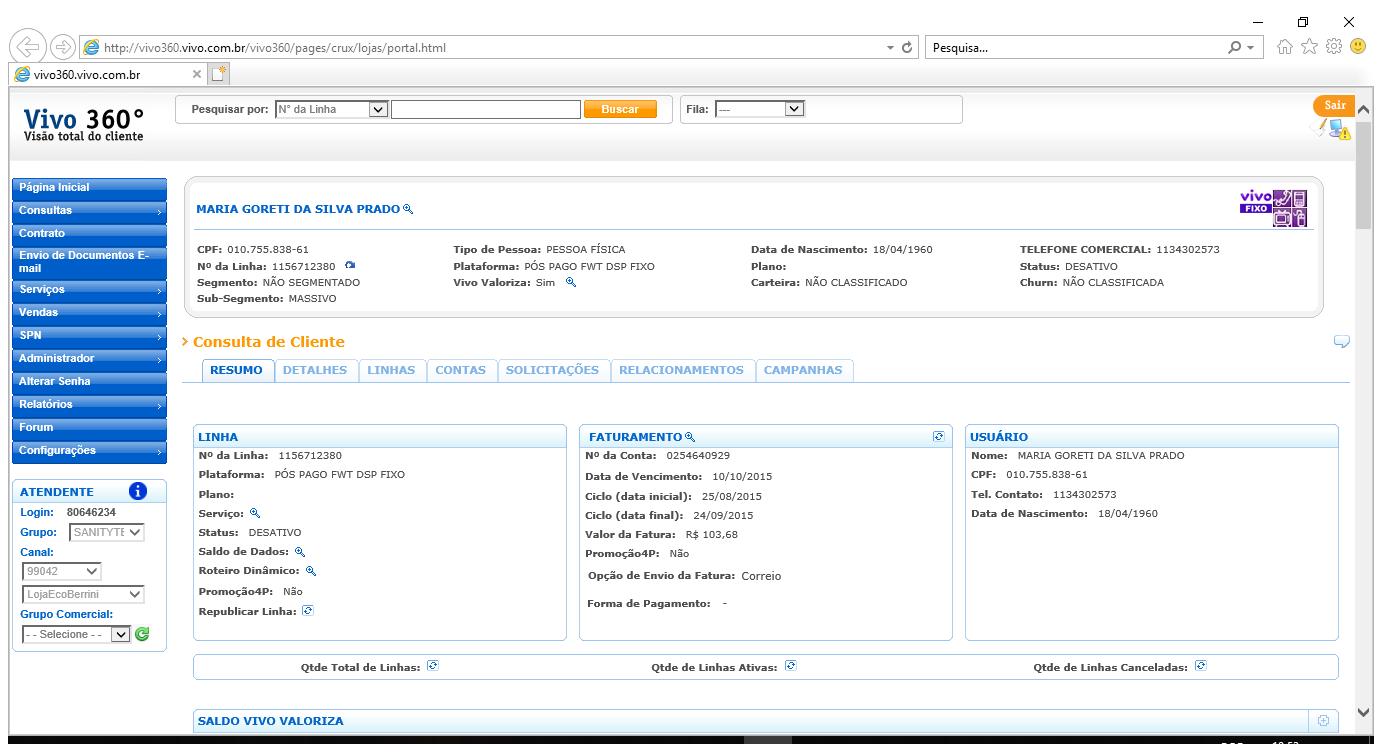 http://vivo360.vivo.com.br/vivo360/pages/crux/lojas/portal.html
Pesquisa...
vivo360.vivo.com.br
Vivo 360°
Visão total do cliente
Pesquisar por: N° da Linha Buscar
Fila: ---
Sair
Página Inicial
Consultas
Contrato
Envio de Documentos E-
mail
Serviços
Vendas
SPN
Administrador
Alterar Senha
Relatórios
Forum
Configurações
ATENDENTE
Login: 80646234
Grupo: SANITYTE
Canal:
99042
LojaEcoBerrini
Grupo Comercial:
- - Selecione - -
MARIA GORETI DA SILVA PRADO
vivo
FIXO
CPF: 010.755.838-61 Tipo de Pessoa: PESSOA FÍSICA Data de Nascimento: 18/04/1960 TELEFONE COMERCIAL: 1134302573
Nº da Linha: 1156712380 Plataforma: PÓS PAGO FWT DSP FIXO Plano: Status: DESATIVO
Segmento: NÃO SEGMENTADO Vivo Valoriza: Sim Carteira: NÃO CLASSIFICADO Churn: NÃO CLASSIFICADA
Sub-Segmento: MASSIVO
Consulta de Cliente
RESUMO DETALHES LINHAS CONTAS SOLICITAÇÕES RELACIONAMENTOS CAMPANHAS
LINHA
Nº da Linha: 1156712380
Plataforma: PÓS PAGO FWT DSP FIXO
Plano:
Serviço:
Status: DESATIVO
Saldo de Dados:
Roteiro Dinâmico:
Promoção4P: Não
Republicar Linha:
FATURAMENTO
Nº da Conta: 0254640929
Data de Vencimento: 10/10/2015
Ciclo (data inicial): 25/08/2015
Ciclo (data final): 24/09/2015
Valor da Fatura: R$ 103,68
Promoção4P: Não
Opção de Envio da Fatura: Correio
Forma de Pagamento: -
USUÁRIO
Nome: MARIA GORETI DA SILVA PRADO
CPF: 010.755.838-61
Tel. Contato: 1134302573
Data de Nascimento: 18/04/1960
Qtde Total de Linhas: Qtde de Linhas Ativas: Qtde de Linhas Canceladas:
SALDO VIVO VALORIZA